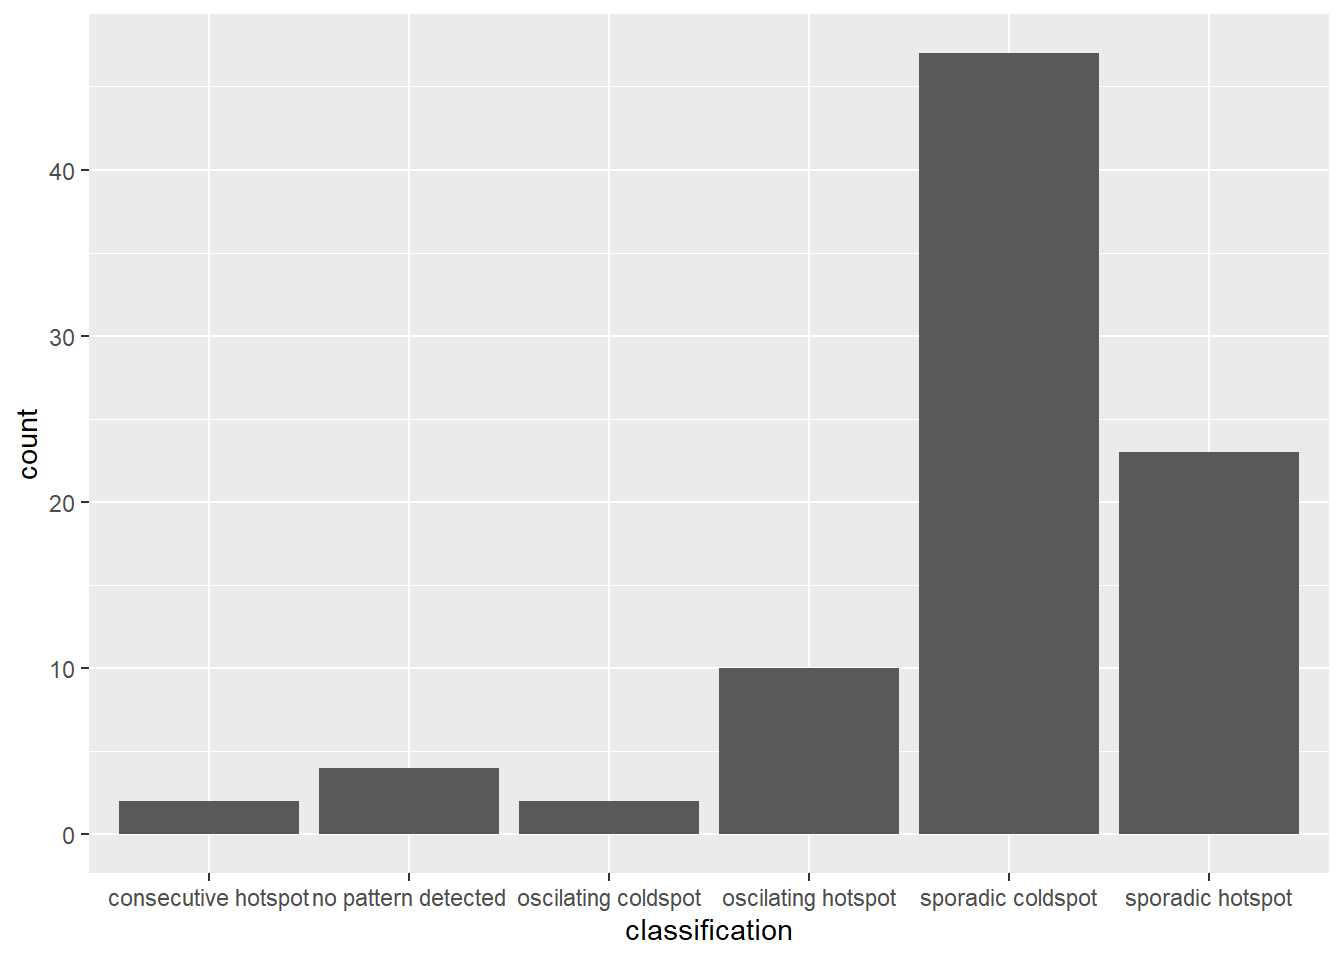 count
40
30
20
10
0
consecutive hotspot no pattern detected oscilating coldspot oscilating hotspot sporadic coldspot sporadic hotspot
classification